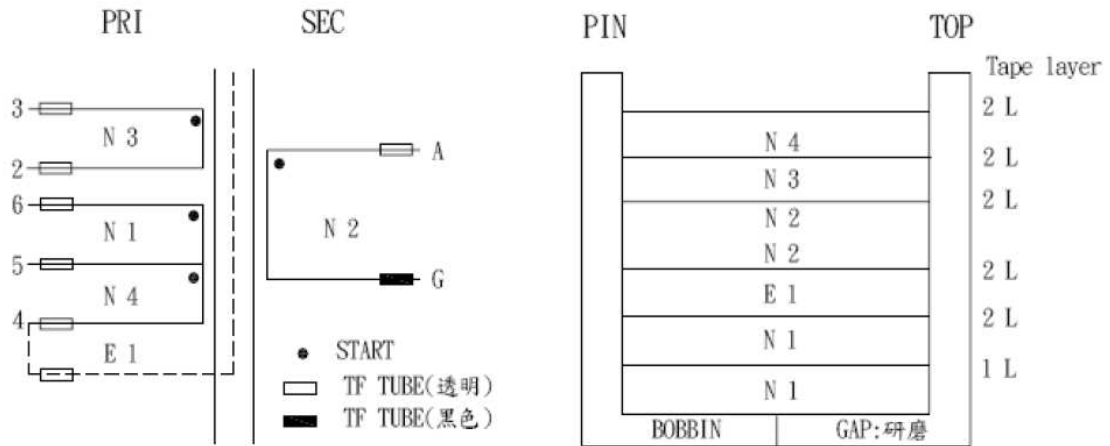 PRI
SEC
3
N 3
2
6
N 1
5
N 4
4
E 1
A
N 2
G
START
TF TUBE(透明)
TF TUBE(黑色)
PIN
TOP
Tape layer
2 L
N 4
2 L
N 3
2 L
N 2
N 2
2 L
E 1
2 L
N 1
1 L
N 1
BOBBIN
GAP:研磨